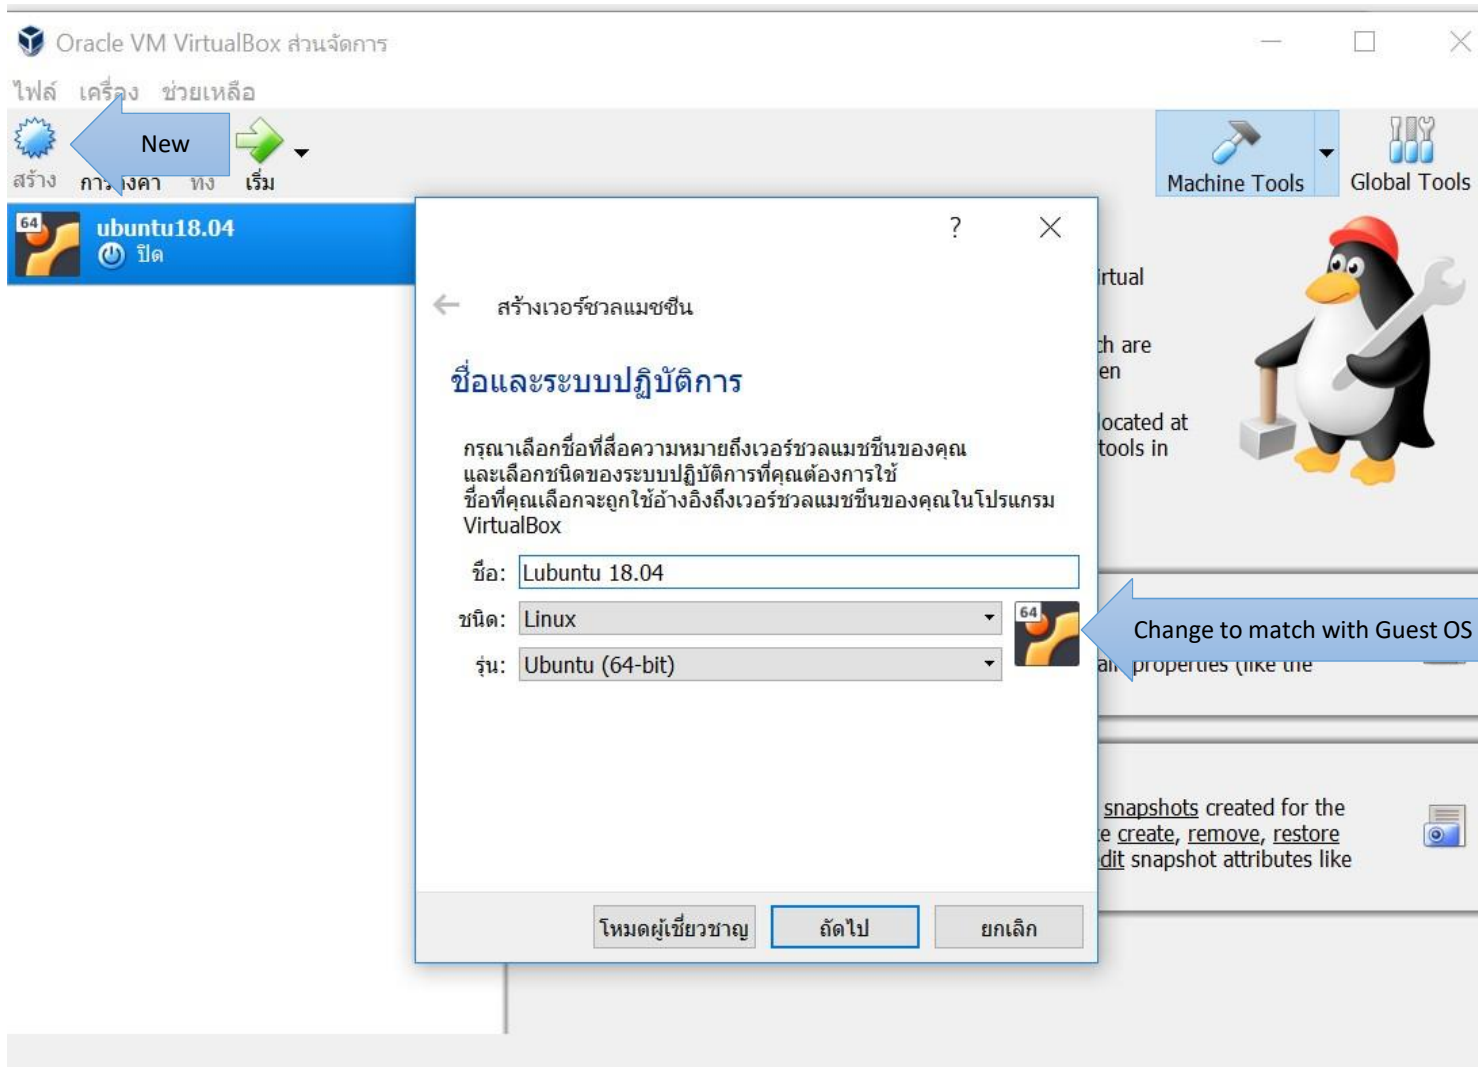 Oracle VM VirtualBox ส่วนจัดการ
ไฟล์ เครื่อง ช่วยเหลือ
New
สร้าง
ทิ้ง เริ่ม
Machine Tools
Global Tools
64
ubuntu18.04
ปิด
?
สร้างเวอร์ชวลแมชชีน
ชื่อและระบบปฏิบัติการ
กรุณาเลือกชื่อที่สื่อความหมายถึงเวอร์ชวลแมชชีนของคุณ
และเลือกชนิดของระบบปฏิบัติการที่คุณต้องการใช้
ชื่อที่คุณเลือกจะถูกใช้อ้างอิงถึงเวอร์ชวลแมชชีนของคุณในโปรแกรม
VirtualBox
ชื่อ: Lubuntu 18.04
ชนิด: Linux
64
รุ่น: Ubuntu (64-bit)
โหมดผู้เชี่ยวชาญ
ถัดไป
ยกเลิก
irtual
ch are
en
located at
tools in
Change to match with Guest OS
properties (like the
snapshots created for the
e create, remove, restore
edit snapshot attributes like